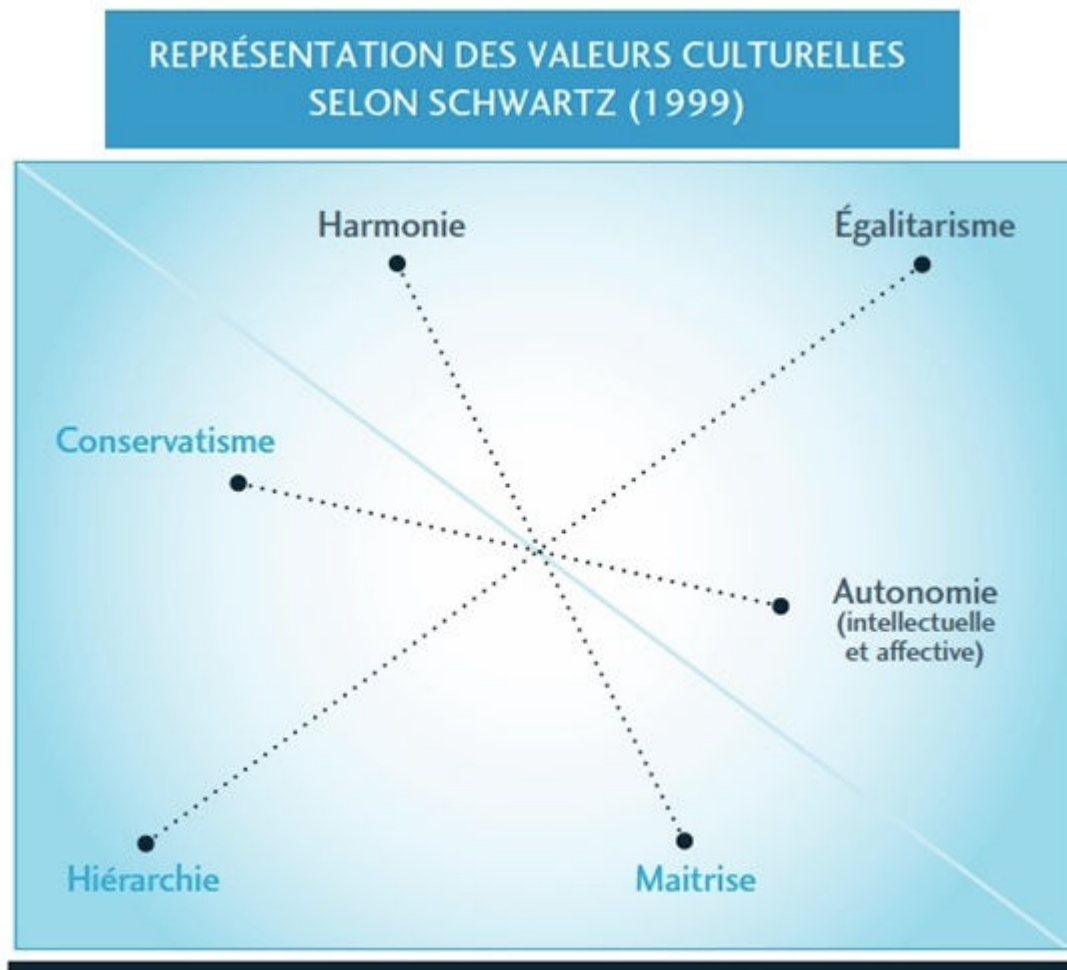 REPRÉSENTATION DES VALEURS CULTURELLES
SELON SCHWARTZ (1999)
Harmonie
Égalitarisme
Conservatisme
Autonomie
(intellectuelle
et affective)
Hiérarchie
Maitrise